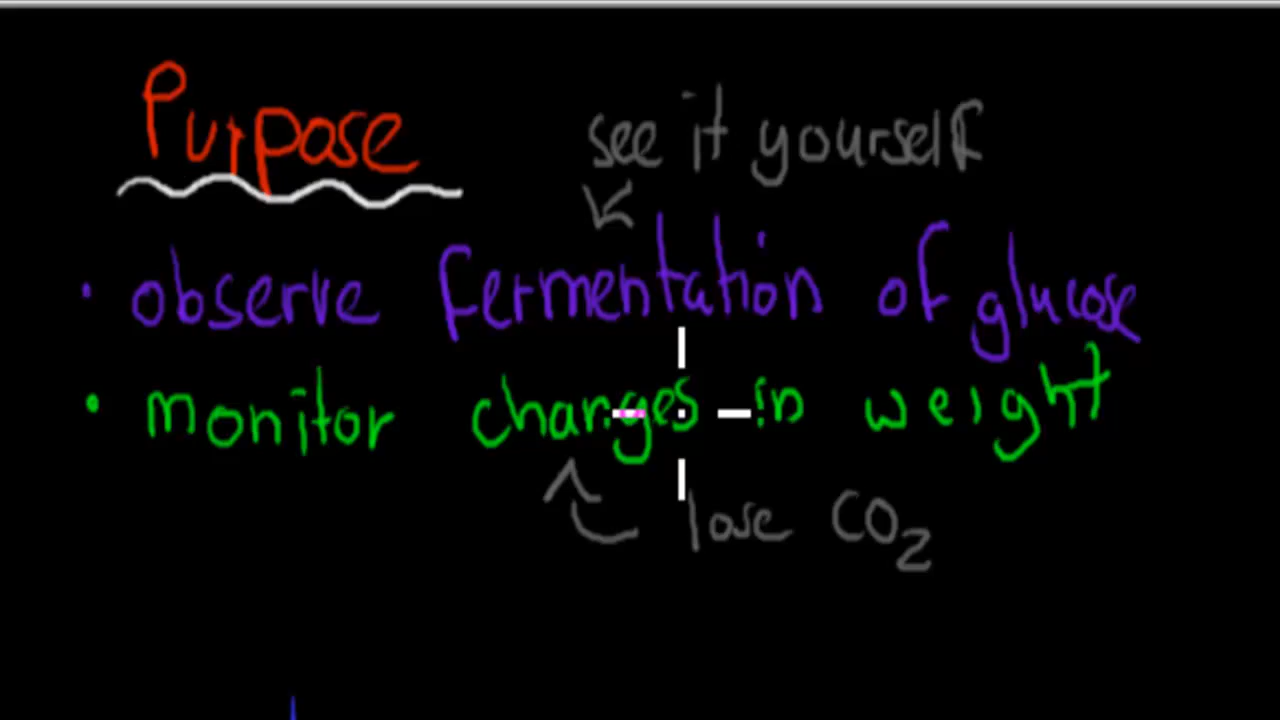 Purpose
see it yourself
• observe fermentation of glucose
• monitor changes in weight
lose CO2